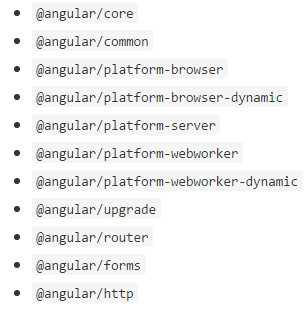 @angular/core
@angular/common
@angular/platform-browser
@angular/platform-browser-dynamic
@angular/platform-server
@angular/platform-webworker
@angular/platform-webworker-dynamic
@angular/upgrade
@angular/router
@angular/forms
@angular/http